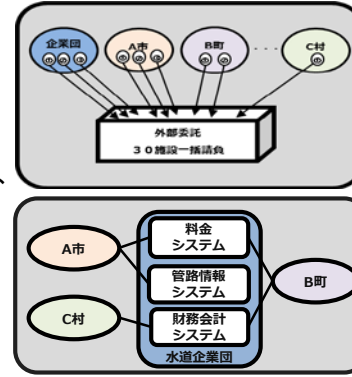 企業団
A市
B町
・・・・
C村
外部委託
30施設一括請負
、
A市
C村
料金
システム
管路情報
システム
財務会計
システム
水道企業団
B町